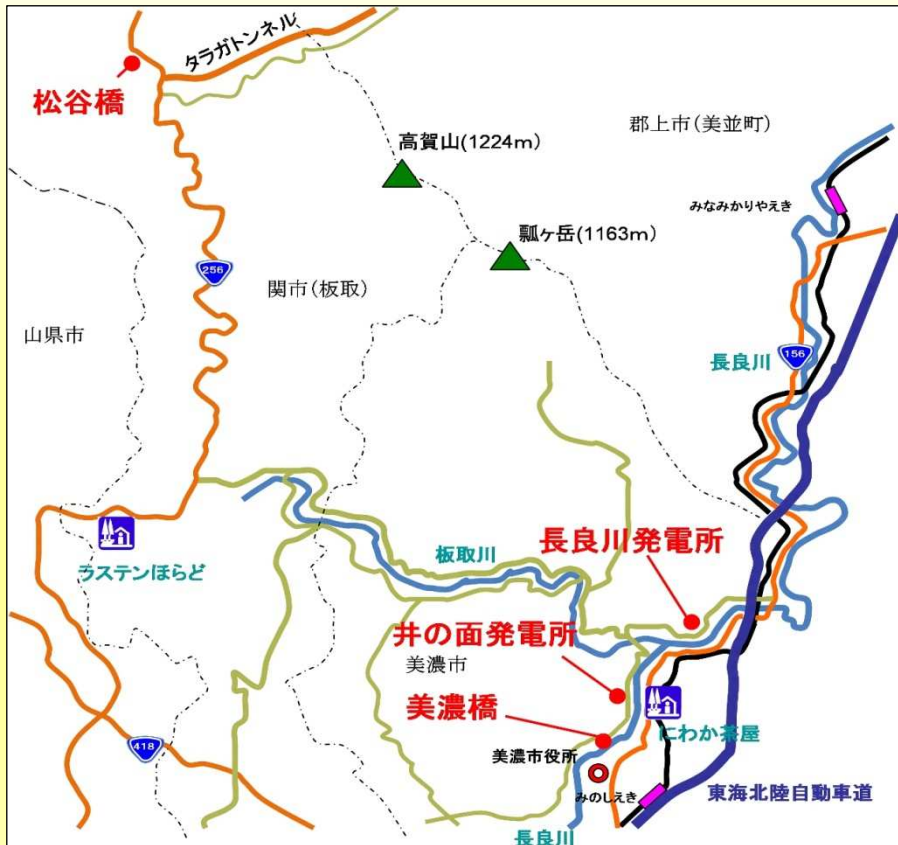 タラガトンネル
松谷橋
高賀山(1224m)
郡上市(美並町)
みなみかりやえき
瓢ヶ岳(1163m)
256
関市(板取)
山県市
156
長良川
板取川
長良川発電所
ラステンほらど
井の面発電所
美濃市
美濃橋
にわか茶屋
418
美濃市役所
みのしえき
東海北陸自動車道
長良川